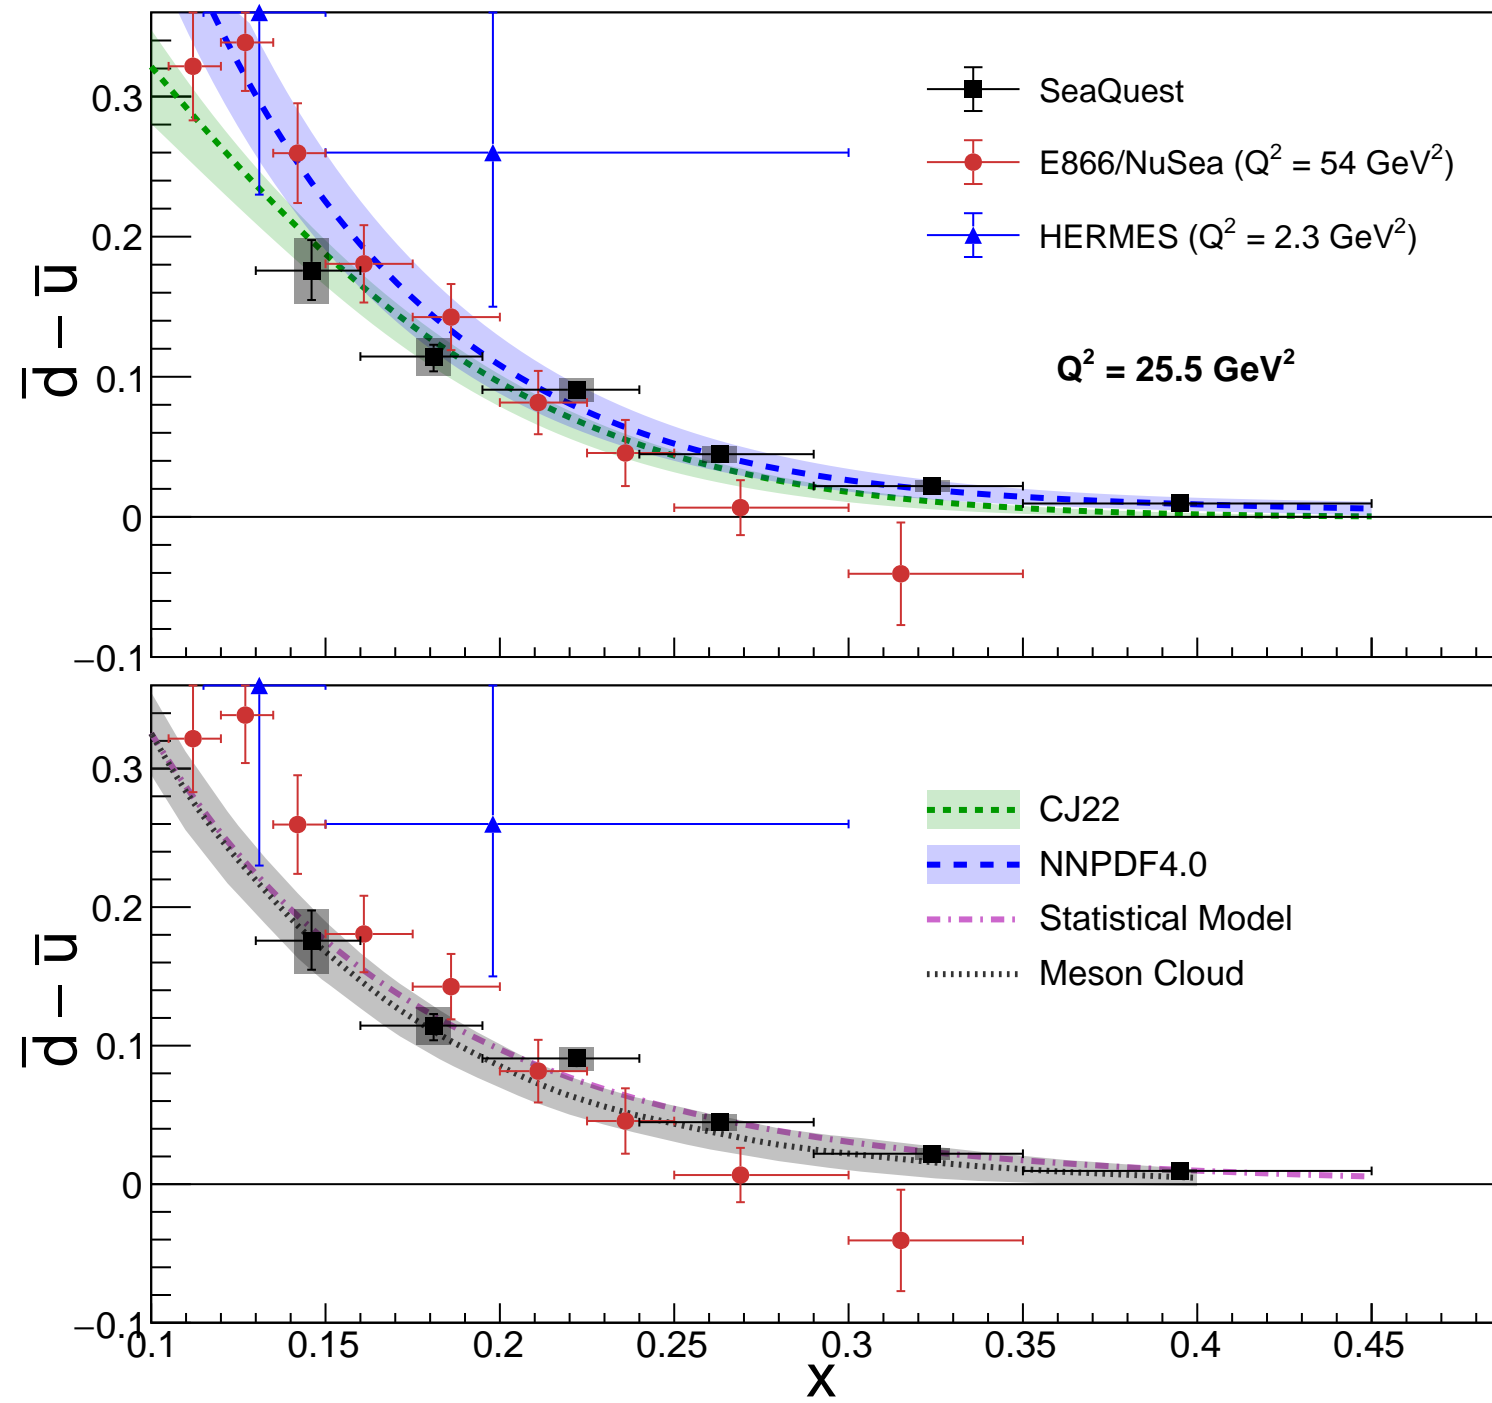 0.3
0.2
0.1
0
−0.1
d̅ − u̅
SeaQuest
E866/NuSea (Q² = 54 GeV²)
HERMES (Q² = 2.3 GeV²)
Q² = 25.5 GeV²
0.3
0.2
0.1
0
−0.1
d̅ − u̅
CJ22
NNPDF4.0
Statistical Model
Meson Cloud
0.1 0.15 0.2 0.25 0.3 0.35 0.4 0.45
x